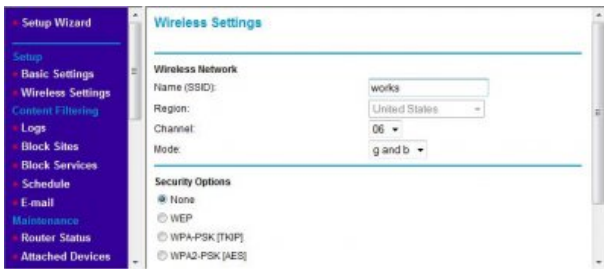 Setup Wizard
Setup
Basic Settings
Wireless Settings
Content Filtering
Logs
Block Sites
Block Services
Schedule
E-mail
Maintenance
Router Status
Attached Devices
Wireless Settings
Wireless Network
Name (SSID): works
Region: United States
Channel: 06
Mode: g and b
Security Options
None
WEP
WPA-PSK [TKIP]
WPA2-PSK [AES]